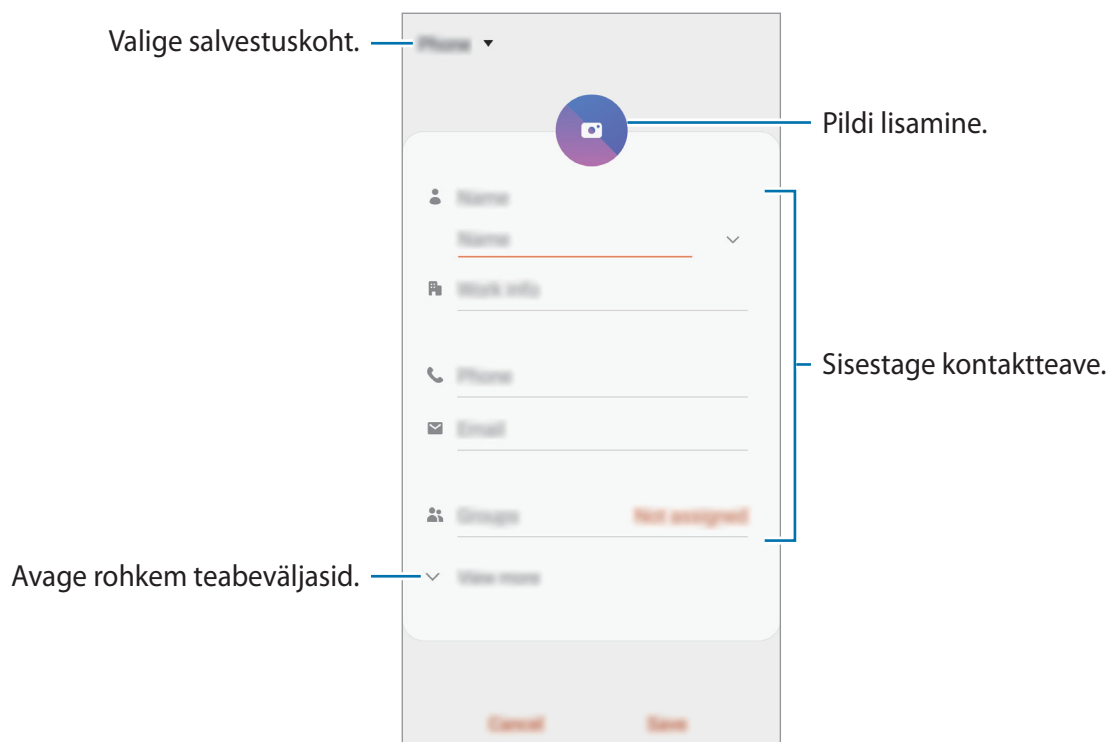 Valige salvestuskoht.
Phone
Pildi lisamine.
Name
Name
Work info
Phone
Sisestage kontaktteave.
Email
Groups Not assigned
Avage rohkem teabeväljasid.
View more
Cancel Save